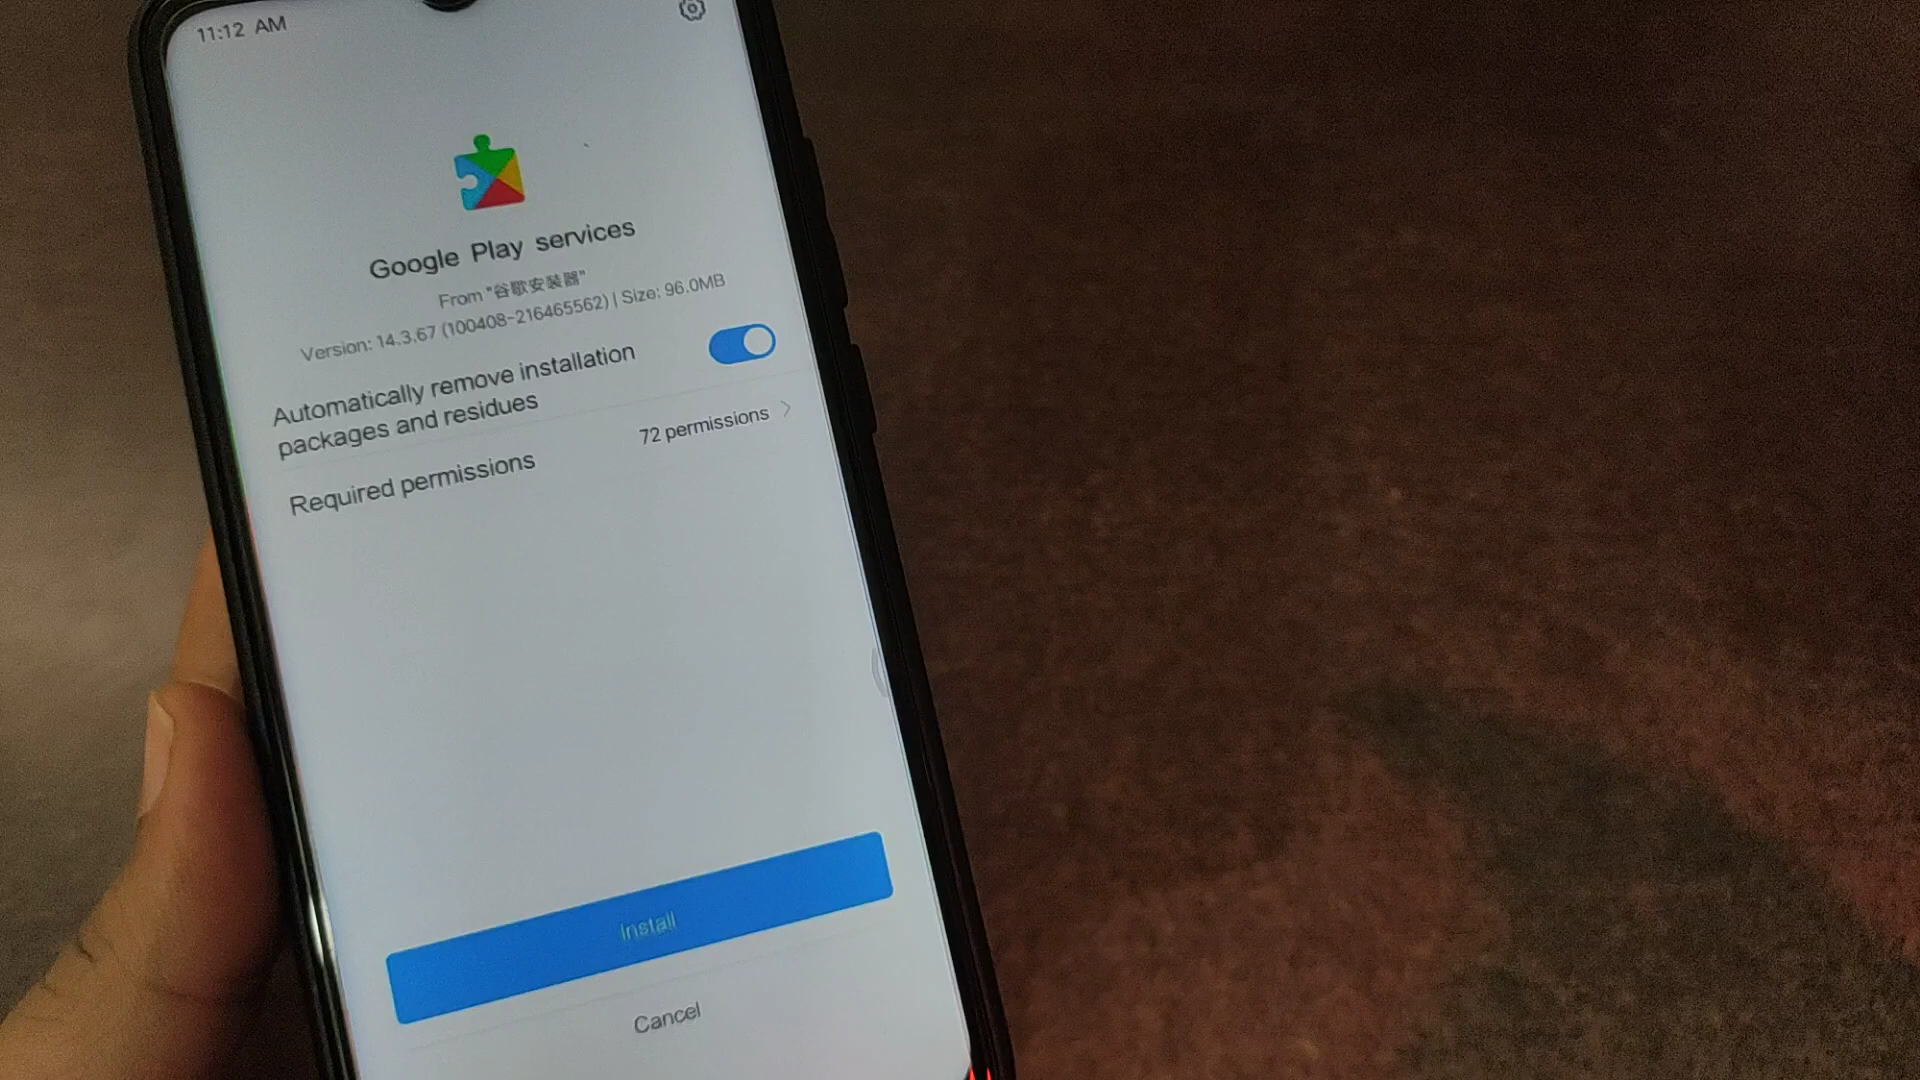 11:12 AM
Google Play services
From "谷歌安装器"
Version: 14.3.67 (100408-216465562) | Size: 96.0MB
Automatically remove installation
packages and residues
Required permissions
72 permissions
Install
Cancel